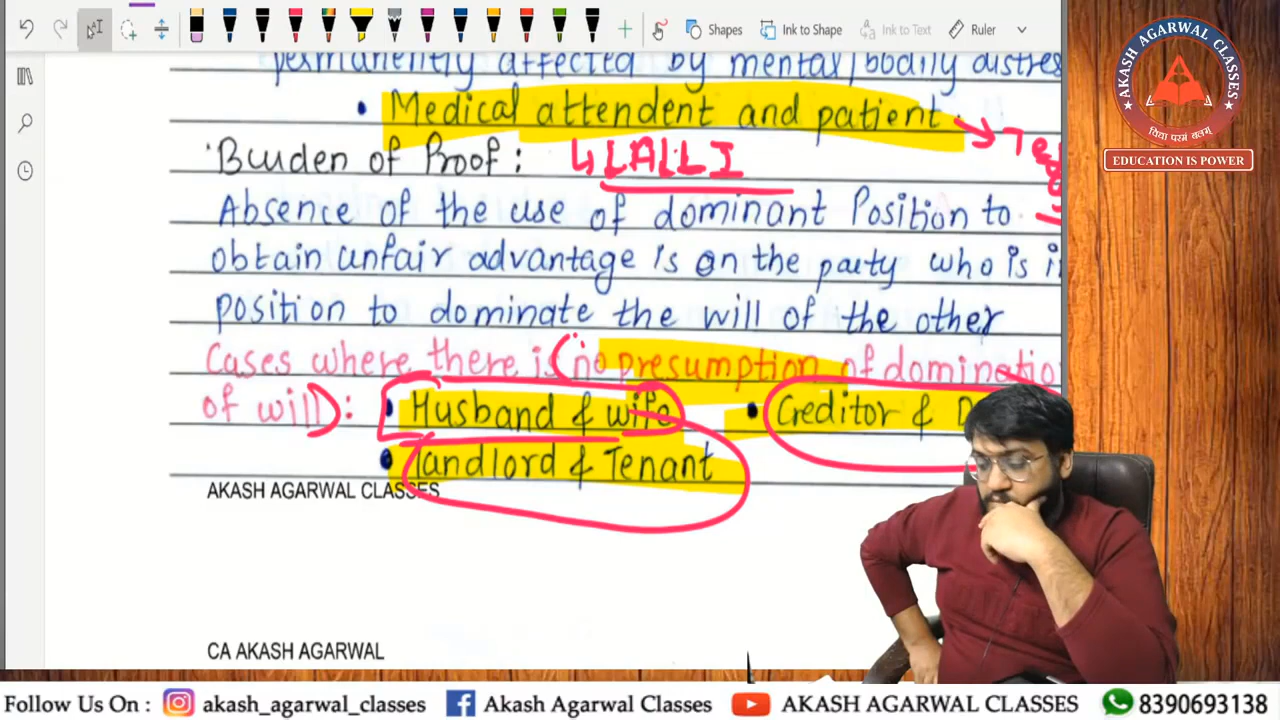 Shapes Ink to Shape Ink to Text Ruler
permanently affected by mental/bodily distres
• Medical attendent and patient
Burden of Proof: LALLI
Absence of the use of dominant Position to
obtain unfair advantage is on the party who is i
position to dominate the will of the other
Cases where there is (no presumption of dominatio
of will): • Husband & wife • Creditor & D
• Landlord & Tenant
AKASH AGARWAL CLASSES
CA AKASH AGARWAL
AKASH AGARWAL CLASSES
विद्या परमं बलम्
EDUCATION IS POWER
Follow Us On : akash_agarwal_classes Akash Agarwal Classes AKASH AGARWAL CLASSES 8390693138